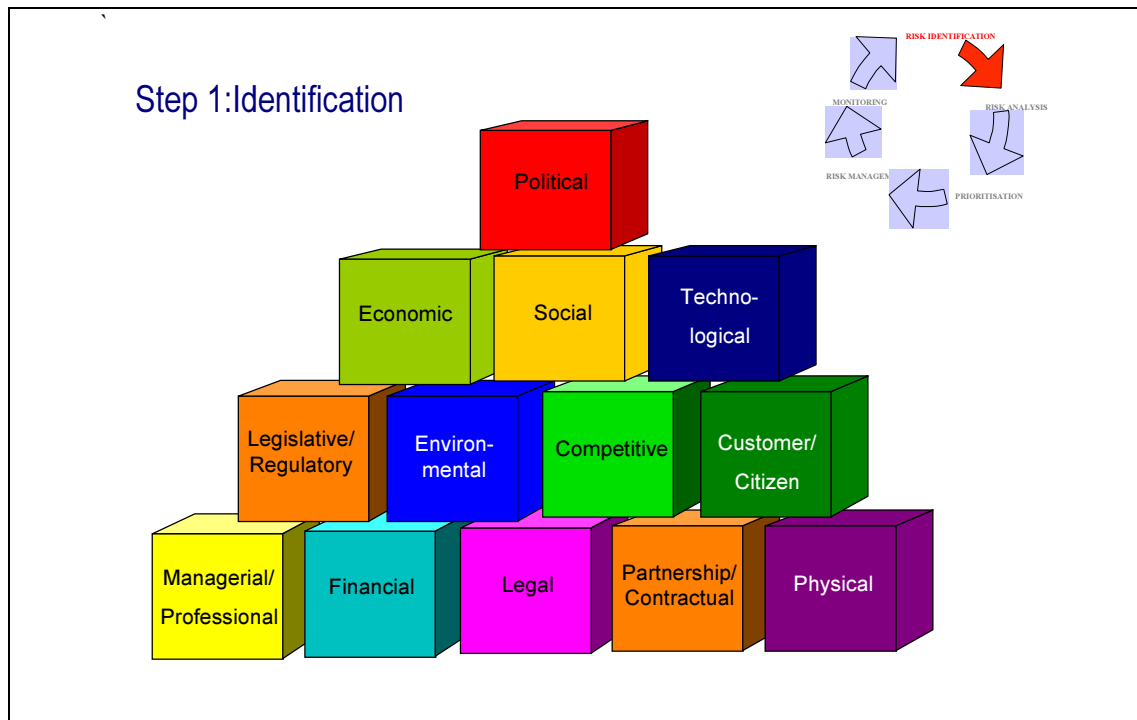 `
RISK IDENTIFICATION
Step 1:Identification
MONITORING
RISK ANALYSIS
RISK MANAGEM
PRIORITISATION
Political
Economic
Social
Techno-
logical
Legislative/
Regulatory
Environ-
mental
Competitive
Customer/
Citizen
Managerial/
Professional
Financial
Legal
Partnership/
Contractual
Physical